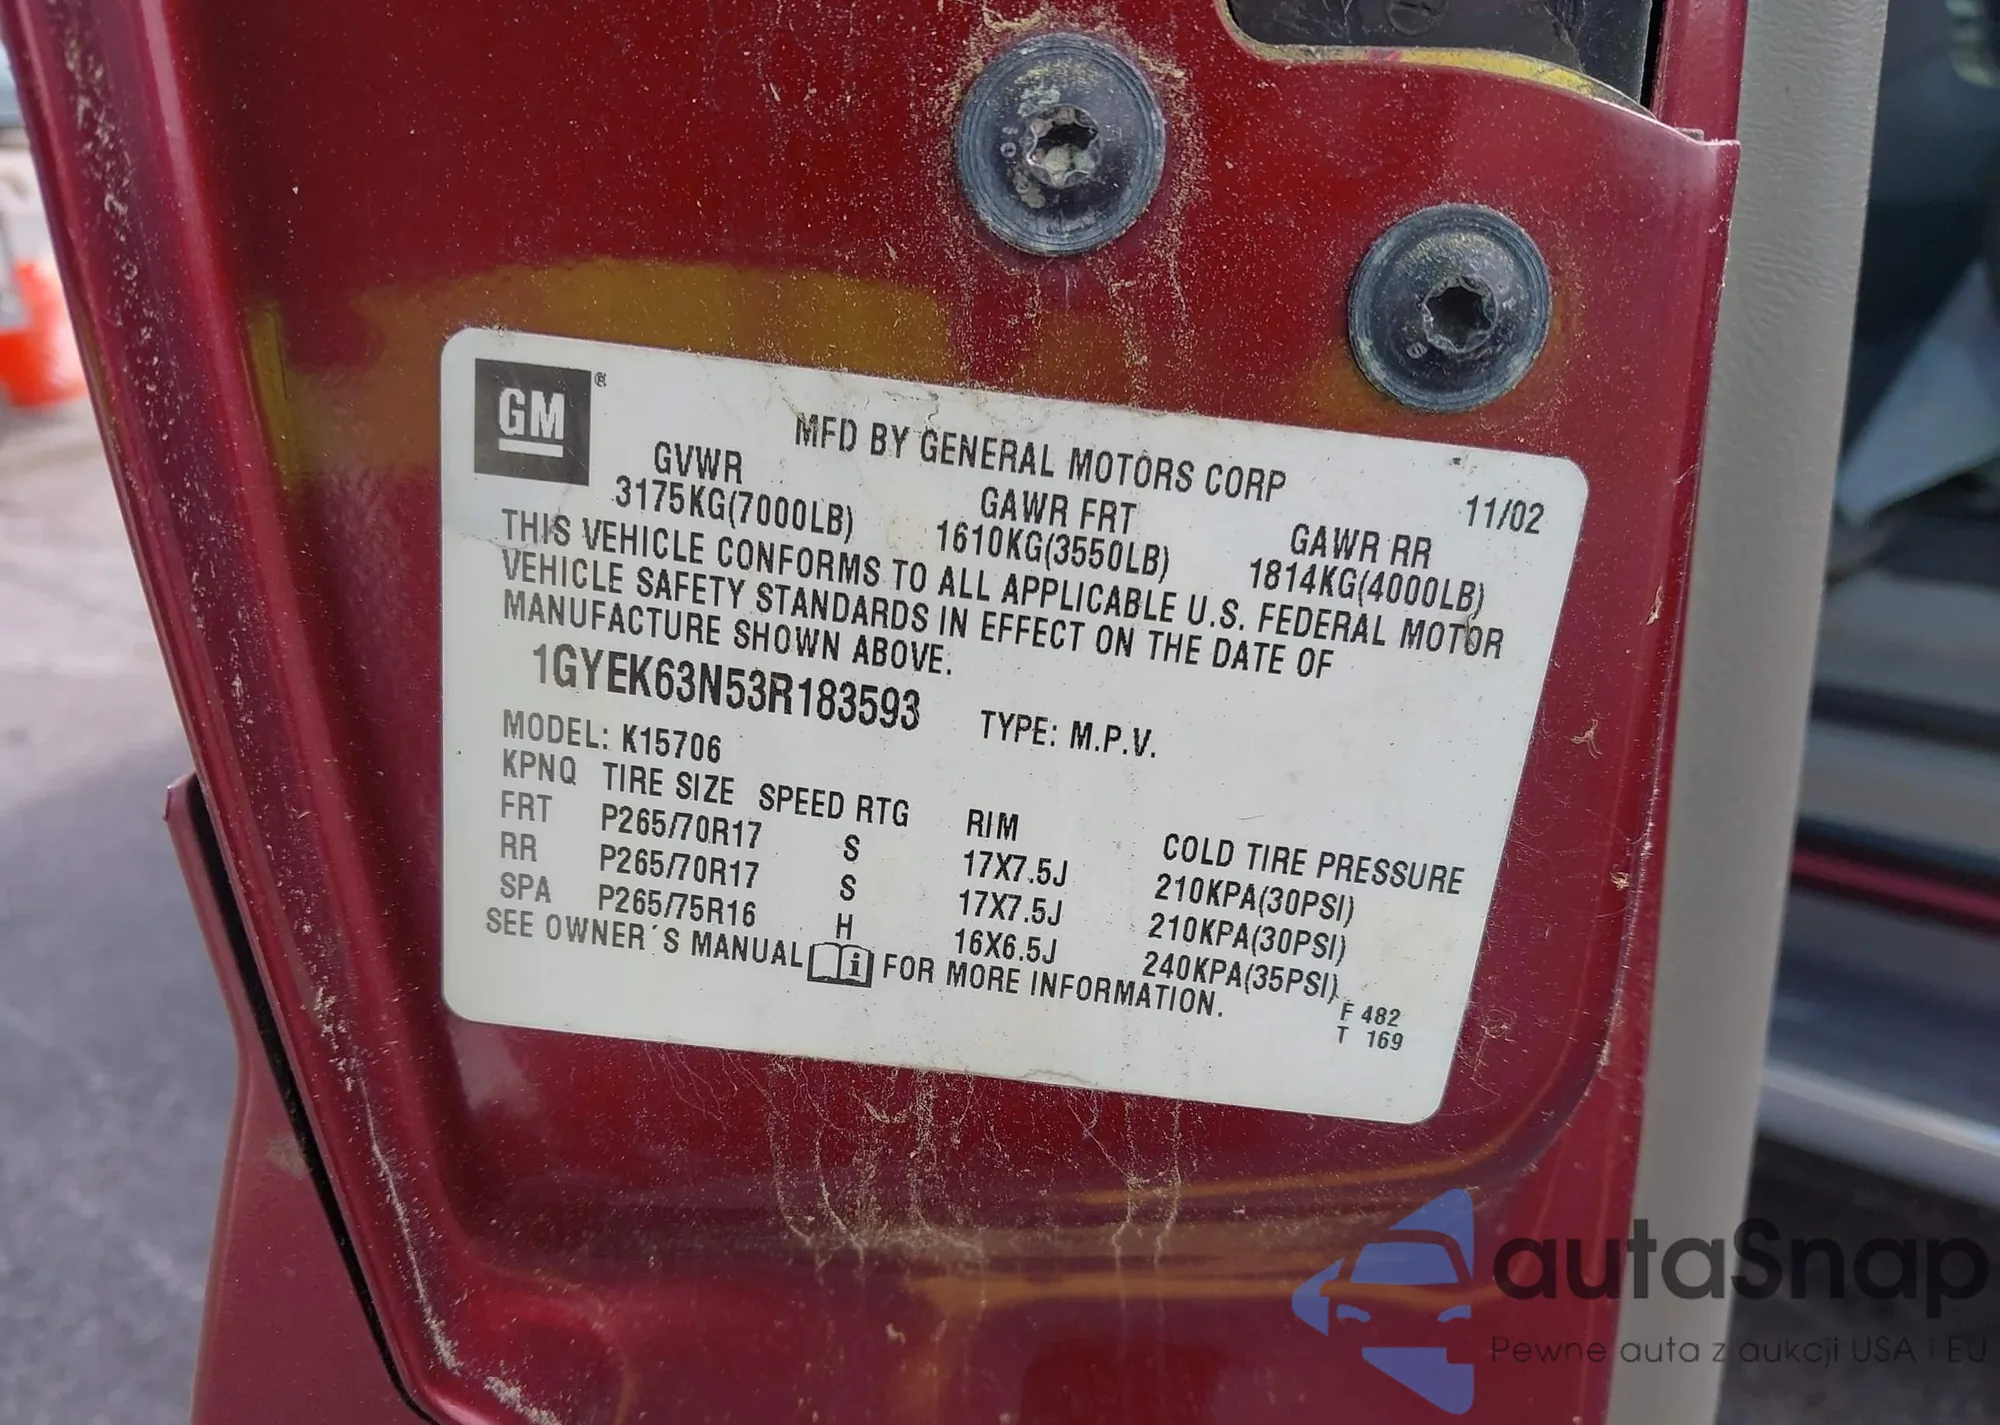 GM®
MFD BY GENERAL MOTORS CORP 11/02
GVWR GAWR FRT GAWR RR
3175KG(7000LB) 1610KG(3550LB) 1814KG(4000LB)
THIS VEHICLE CONFORMS TO ALL APPLICABLE U.S. FEDERAL MOTOR
VEHICLE SAFETY STANDARDS IN EFFECT ON THE DATE OF
MANUFACTURE SHOWN ABOVE.
1GYEK63N53R183593 TYPE: M.P.V.
MODEL: K15706
KPNQ TIRE SIZE SPEED RTG RIM COLD TIRE PRESSURE
FRT P265/70R17 S 17X7.5J 210KPA(30PSI)
RR P265/70R17 S 17X7.5J 210KPA(30PSI)
SPA P265/75R16 H 16X6.5J 240KPA(35PSI)
SEE OWNER´S MANUAL i FOR MORE INFORMATION.
F 482
T 169
autaSnap
Pewne auta z aukcji USA i EU